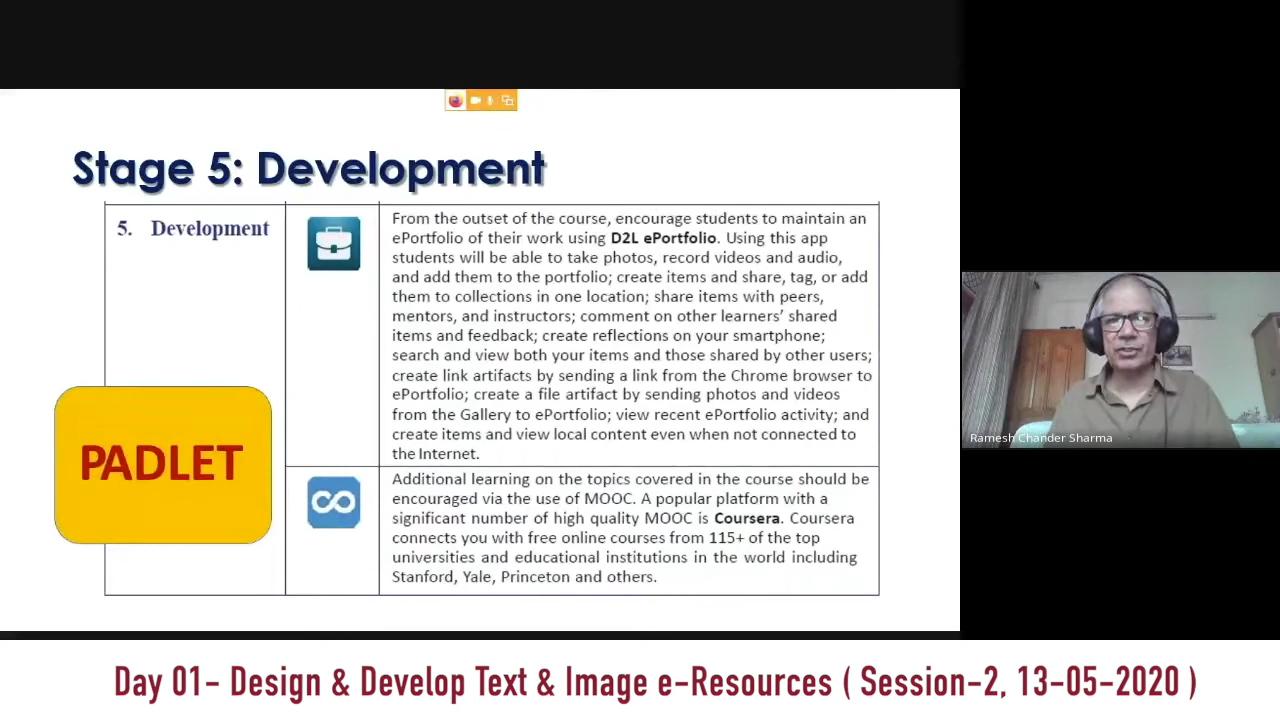 Stage 5: Development
5. Development
From the outset of the course, encourage students to maintain an
ePortfolio of their work using D2L ePortfolio. Using this app
students will be able to take photos, record videos and audio,
and add them to the portfolio; create items and share, tag, or add
them to collections in one location; share items with peers,
mentors, and instructors; comment on other learners' shared
items and feedback; create reflections on your smartphone;
search and view both your items and those shared by other users;
create link artifacts by sending a link from the Chrome browser to
ePortfolio; create a file artifact by sending photos and videos
from the Gallery to ePortfolio; view recent ePortfolio activity; and
create items and view local content even when not connected to
the Internet.
PADLET
Additional learning on the topics covered in the course should be
encouraged via the use of MOOC. A popular platform with a
significant number of high quality MOOC is Coursera. Coursera
connects you with free online courses from 115+ of the top
universities and educational institutions in the world including
Stanford, Yale, Princeton and others.
Ramesh Chander Sharma
Day 01- Design & Develop Text & Image e-Resources ( Session-2, 13-05-2020 )